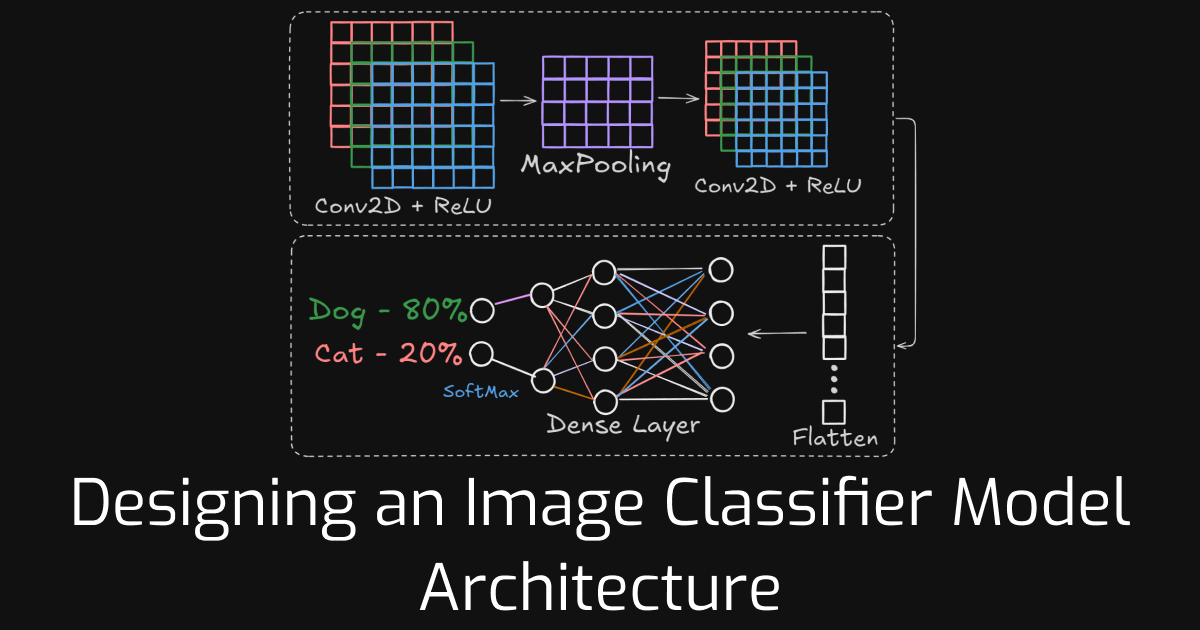 MaxPooling
Conv2D + ReLU
Conv2D + ReLU
Dog - 80%
Cat - 20%
SoftMax
Dense Layer
Flatten
Designing an Image Classifier Model
Architecture